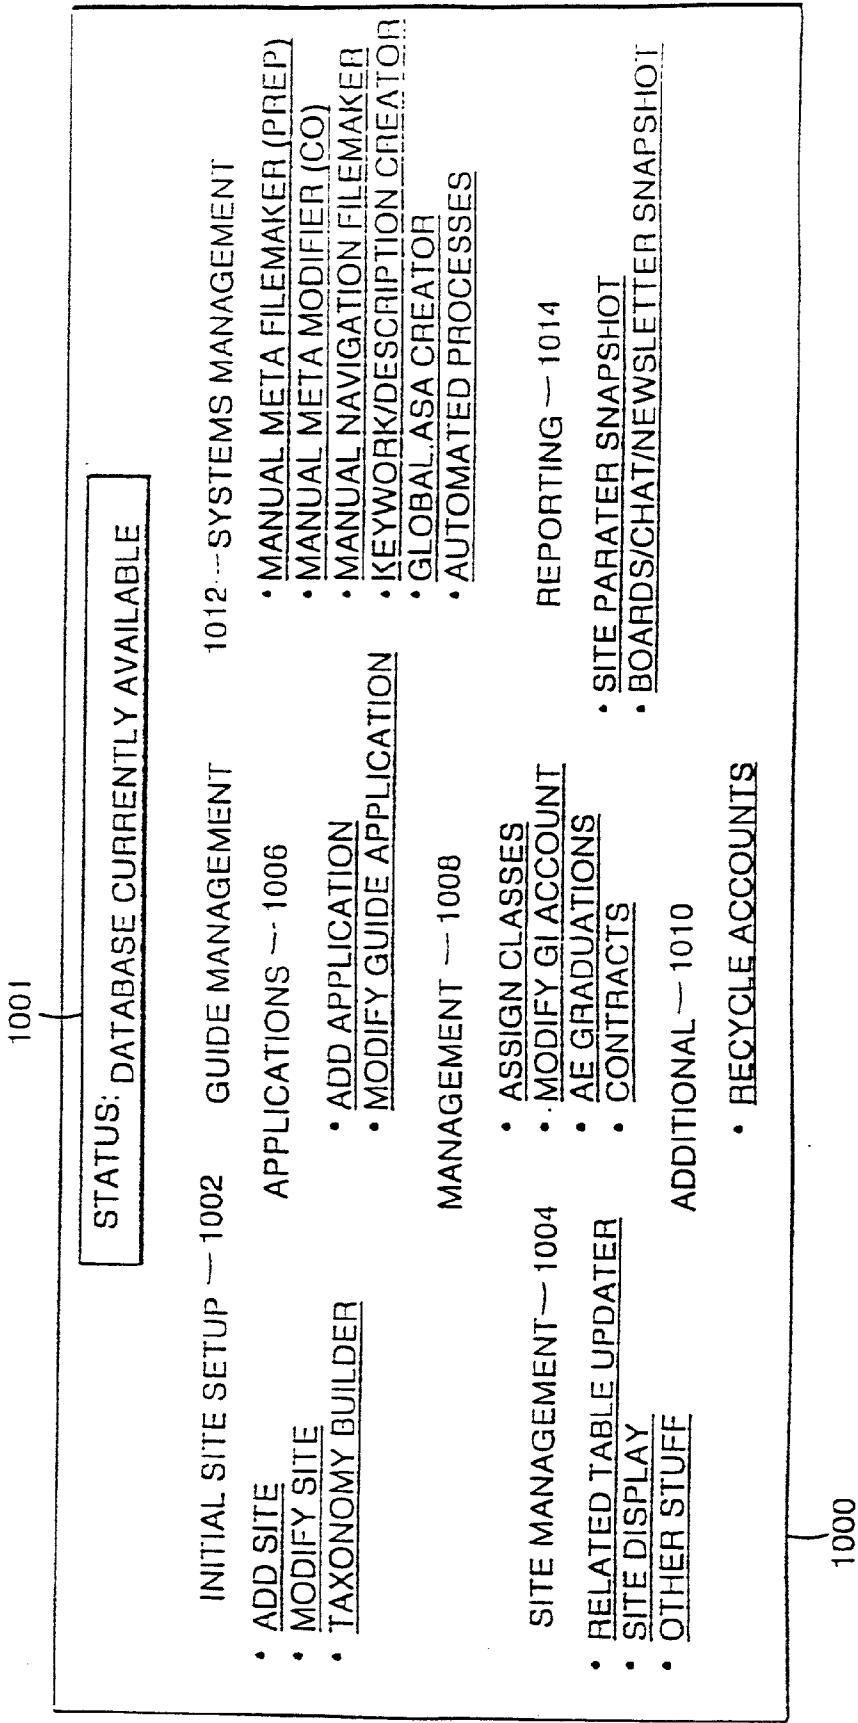 1001
STATUS: DATABASE CURRENTLY AVAILABLE
INITIAL SITE SETUP — 1002
• ADD SITE
• MODIFY SITE
• TAXONOMY BUILDER
SITE MANAGEMENT — 1004
• RELATED TABLE UPDATER
• SITE DISPLAY
• OTHER STUFF
GUIDE MANAGEMENT
APPLICATIONS — 1006
• ADD APPLICATION
• MODIFY GUIDE APPLICATION
MANAGEMENT — 1008
• ASSIGN CLASSES
• MODIFY GI ACCOUNT
• AE GRADUATIONS
• CONTRACTS
ADDITIONAL — 1010
• RECYCLE ACCOUNTS
1012 — SYSTEMS MANAGEMENT
• MANUAL META FILEMAKER (PREP)
• MANUAL META MODIFIER (CO)
• MANUAL NAVIGATION FILEMAKER
• KEYWORK/DESCRIPTION CREATOR
• GLOBAL.ASA CREATOR
• AUTOMATED PROCESSES
REPORTING — 1014
• SITE PARATER SNAPSHOT
• BOARDS/CHAT/NEWSLETTER SNAPSHOT
1000